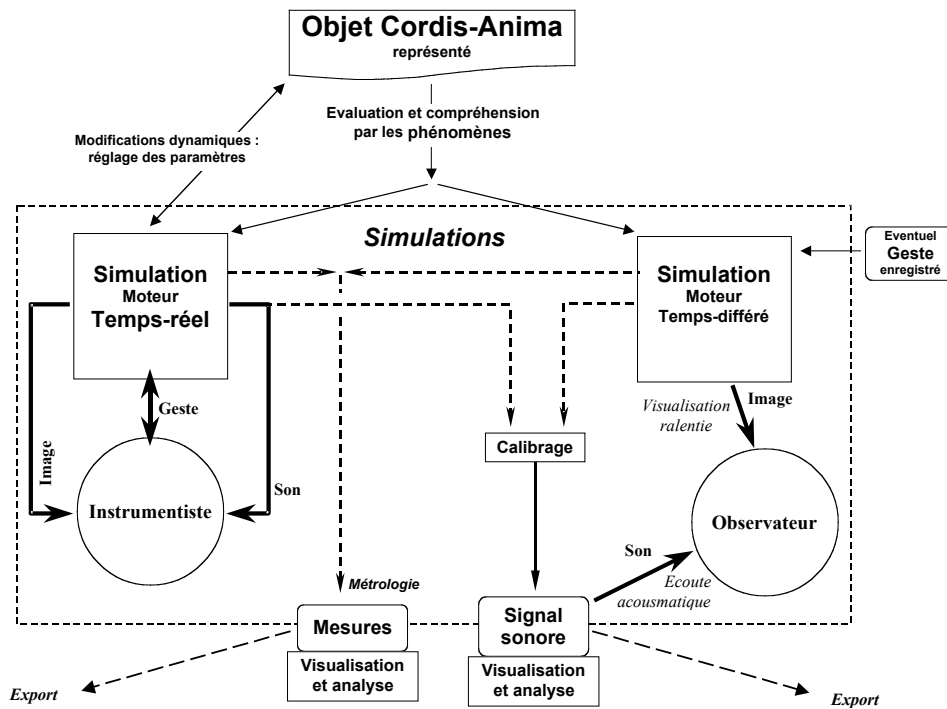 Objet Cordis-Anima
représenté
Evaluation et compréhension
par les phénomènes
Modifications dynamiques :
réglage des paramètres
Simulations
Simulation
Moteur
Temps-réel
Simulation
Moteur
Temps-différé
Eventuel
Geste
enregistré
Geste
Image
Son
Instrumentiste
Calibrage
Visualisation
ralentie
Image
Observateur
Son
Ecoute
acousmatique
Métrologie
Mesures
Visualisation
et analyse
Signal
sonore
Visualisation
et analyse
Export
Export